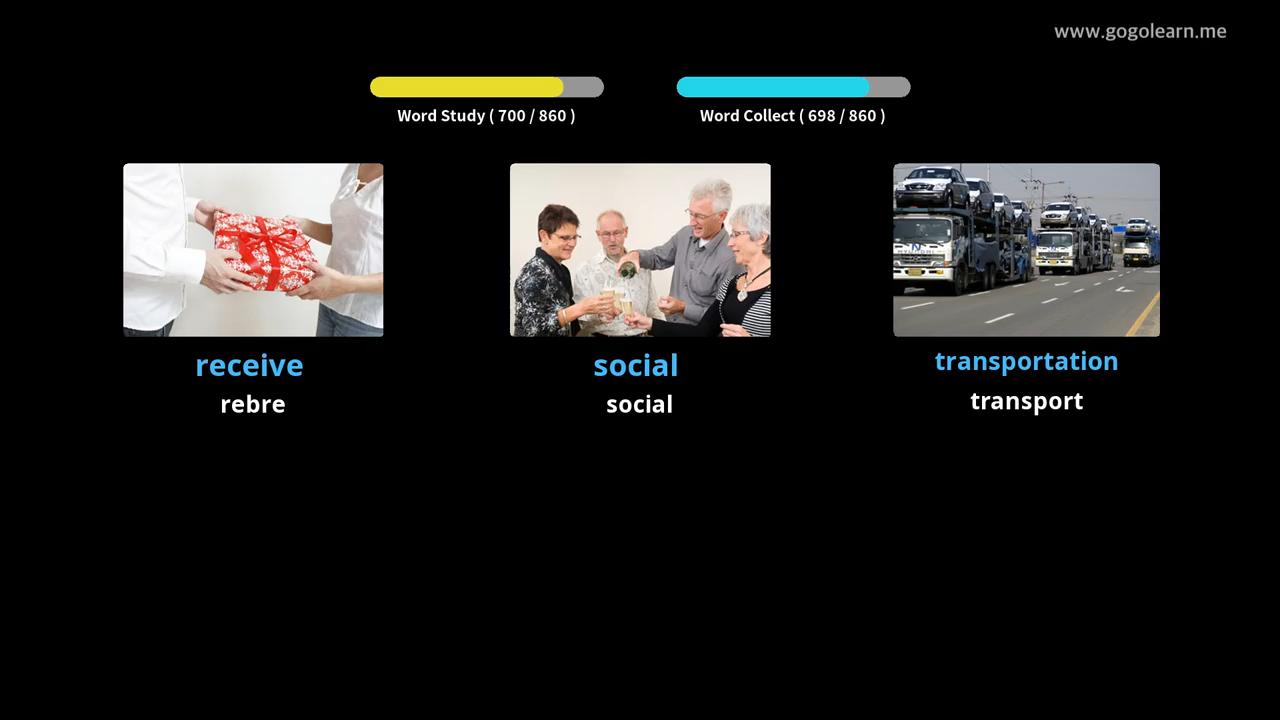 www.gogolearn.me
Word Study ( 700 / 860 )
Word Collect ( 698 / 860 )
receive
rebre
social
social
transportation
transport